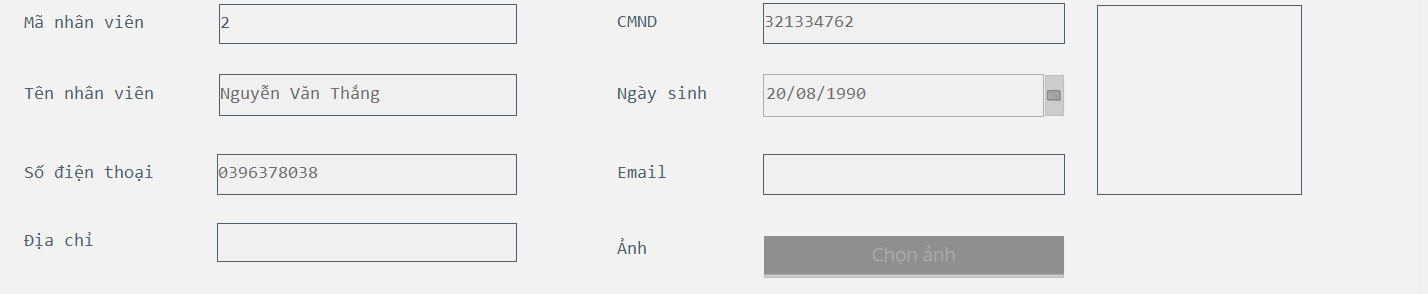 Mã nhân viên 2 CMND 321334762
Tên nhân viên Nguyễn Văn Thắng Ngày sinh 20/08/1990
Số điện thoại 0396378038 Email
Địa chỉ Ảnh Chọn ảnh